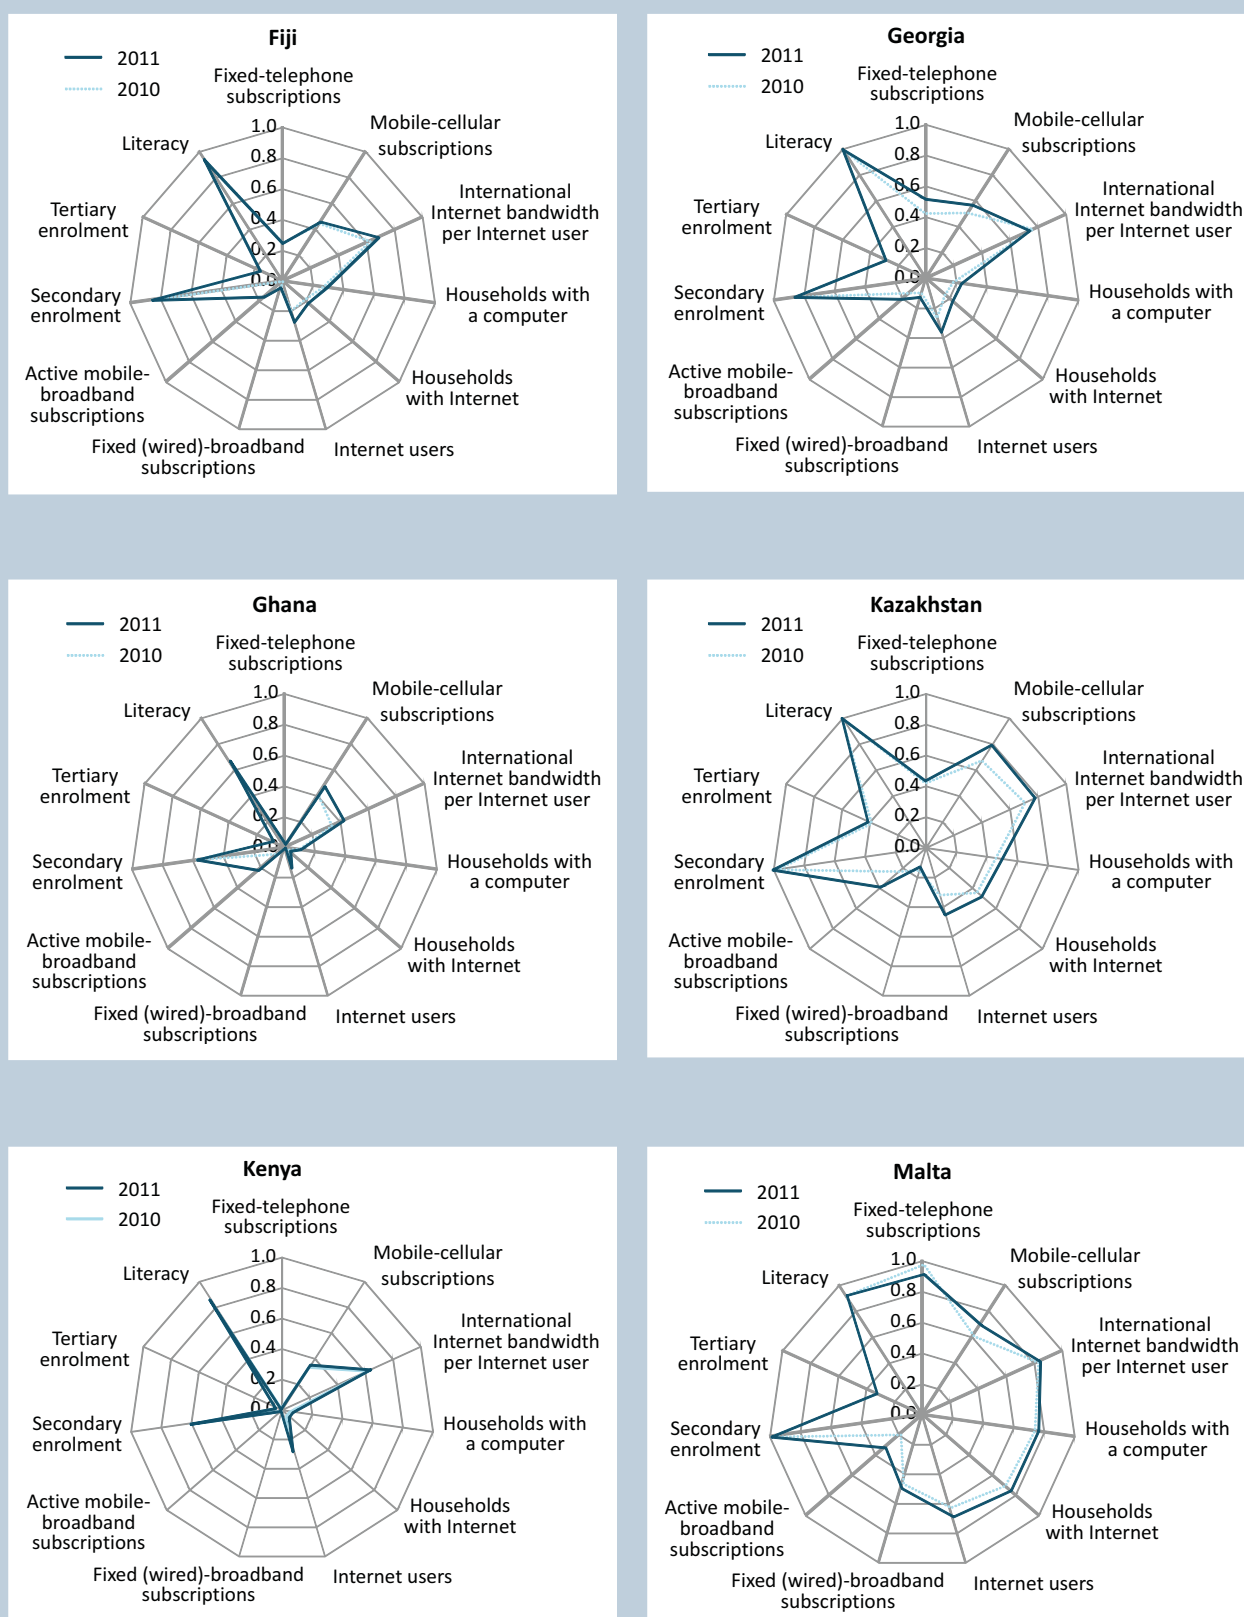 Fiji
2011
2010
Fixed-telephone
subscriptions
Mobile-cellular
subscriptions
International
Internet bandwidth
per Internet user
Households with
a computer
Households
with Internet
Internet users
Fixed (wired)-broadband
subscriptions
Active mobile-
broadband
subscriptions
Secondary
enrolment
Tertiary
enrolment
Literacy
1.0
0.8
0.6
0.4
0.2
0.0
Georgia
2011
2010
Fixed-telephone
subscriptions
Mobile-cellular
subscriptions
International
Internet bandwidth
per Internet user
Households with
a computer
Households
with Internet
Internet users
Fixed (wired)-broadband
subscriptions
Active mobile-
broadband
subscriptions
Secondary
enrolment
Tertiary
enrolment
Literacy
1.0
0.8
0.6
0.4
0.2
0.0
Ghana
2011
2010
Fixed-telephone
subscriptions
Mobile-cellular
subscriptions
International
Internet bandwidth
per Internet user
Households with
a computer
Households
with Internet
Internet users
Fixed (wired)-broadband
subscriptions
Active mobile-
broadband
subscriptions
Secondary
enrolment
Tertiary
enrolment
Literacy
1.0
0.8
0.6
0.4
0.2
0.0
Kazakhstan
2011
2010
Fixed-telephone
subscriptions
Mobile-cellular
subscriptions
International
Internet bandwidth
per Internet user
Households with
a computer
Households
with Internet
Internet users
Fixed (wired)-broadband
subscriptions
Active mobile-
broadband
subscriptions
Secondary
enrolment
Tertiary
enrolment
Literacy
1.0
0.8
0.6
0.4
0.2
0.0
Kenya
2011
2010
Fixed-telephone
subscriptions
Mobile-cellular
subscriptions
International
Internet bandwidth
per Internet user
Households with
a computer
Households
with Internet
Internet users
Fixed (wired)-broadband
subscriptions
Active mobile-
broadband
subscriptions
Secondary
enrolment
Tertiary
enrolment
Literacy
1.0
0.8
0.6
0.4
0.2
0.0
Malta
2011
2010
Fixed-telephone
subscriptions
Mobile-cellular
subscriptions
International
Internet bandwidth
per Internet user
Households with
a computer
Households
with Internet
Internet users
Fixed (wired)-broadband
subscriptions
Active mobile-
broadband
subscriptions
Secondary
enrolment
Tertiary
enrolment
Literacy
1.0
0.8
0.6
0.4
0.2
0.0